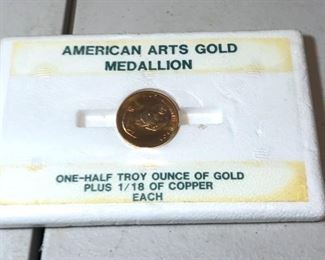 AMERICAN ARTS GOLD
MEDALLION
ONE-HALF TROY OUNCE OF GOLD
PLUS 1/18 OF COPPER
EACH